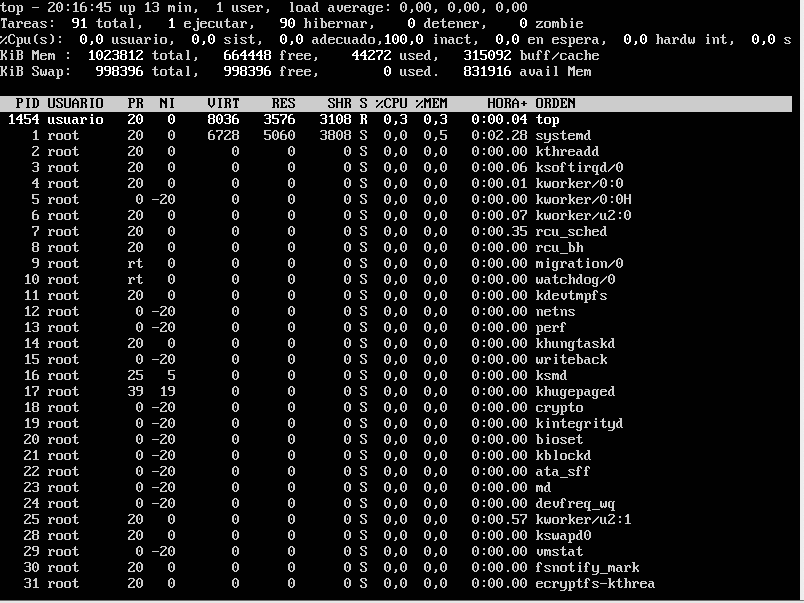 top - 20:16:45 up 13 min,  1 user,  load average: 0,00, 0,00, 0,00
Tareas:  91 total,   1 ejecutar,  90 hibernar,   0 detener,   0 zombie
%Cpu(s):  0,0 usuario,  0,0 sist,  0,0 adecuado,100,0 inact,  0,0 en espera,  0,0 hardw int,  0,0 s
KiB Mem :  1023812 total,   664448 free,    44272 used,   315092 buff/cache
KiB Swap:   998396 total,   998396 free,        0 used.   831916 avail Mem
PID USUARIO   PR  NI    VIRT    RES    SHR S %CPU %MEM     HORA+ ORDEN
1454 usuario   20   0    8036   3576   3108 R  0,3  0,3   0:00.04 top
1 root      20   0    6728   5060   3808 S  0,0  0,5   0:02.28 systemd
2 root      20   0       0      0      0 S  0,0  0,0   0:00.00 kthreadd
3 root      20   0       0      0      0 S  0,0  0,0   0:00.06 ksoftirqd/0
4 root      20   0       0      0      0 S  0,0  0,0   0:00.01 kworker/0:0
5 root       0 -20       0      0      0 S  0,0  0,0   0:00.00 kworker/0:0H
6 root      20   0       0      0      0 S  0,0  0,0   0:00.07 kworker/u2:0
7 root      20   0       0      0      0 S  0,0  0,0   0:00.35 rcu_sched
8 root      20   0       0      0      0 S  0,0  0,0   0:00.00 rcu_bh
9 root      rt   0       0      0      0 S  0,0  0,0   0:00.00 migration/0
10 root      rt   0       0      0      0 S  0,0  0,0   0:00.00 watchdog/0
11 root      20   0       0      0      0 S  0,0  0,0   0:00.00 kdevtmpfs
12 root       0 -20       0      0      0 S  0,0  0,0   0:00.00 netns
13 root       0 -20       0      0      0 S  0,0  0,0   0:00.00 perf
14 root      20   0       0      0      0 S  0,0  0,0   0:00.00 khungtaskd
15 root       0 -20       0      0      0 S  0,0  0,0   0:00.00 writeback
16 root      25   5       0      0      0 S  0,0  0,0   0:00.00 ksmd
17 root      39  19       0      0      0 S  0,0  0,0   0:00.00 khugepaged
18 root       0 -20       0      0      0 S  0,0  0,0   0:00.00 crypto
19 root       0 -20       0      0      0 S  0,0  0,0   0:00.00 kintegrityd
20 root       0 -20       0      0      0 S  0,0  0,0   0:00.00 bioset
21 root       0 -20       0      0      0 S  0,0  0,0   0:00.00 kblockd
22 root       0 -20       0      0      0 S  0,0  0,0   0:00.00 ata_sff
23 root       0 -20       0      0      0 S  0,0  0,0   0:00.00 md
24 root       0 -20       0      0      0 S  0,0  0,0   0:00.00 devfreq_wq
25 root      20   0       0      0      0 S  0,0  0,0   0:00.57 kworker/u2:1
28 root      20   0       0      0      0 S  0,0  0,0   0:00.00 kswapd0
29 root       0 -20       0      0      0 S  0,0  0,0   0:00.00 vmstat
30 root      20   0       0      0      0 S  0,0  0,0   0:00.00 fsnotify_mark
31 root      20   0       0      0      0 S  0,0  0,0   0:00.00 ecryptfs-kthrea